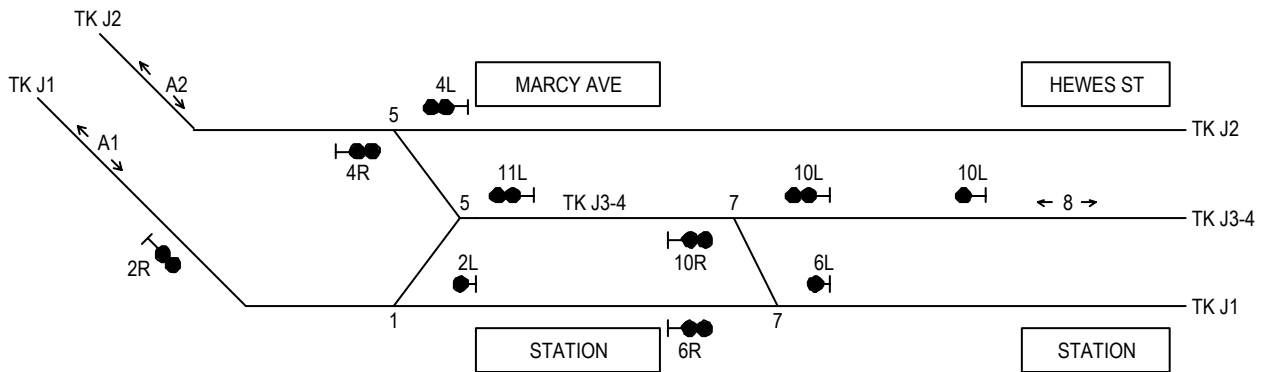 TK J2
TK J1
A2
A1
4L
MARCY AVE
HEWES ST
5
TK J2
4R
11L
TK J3-4
7
10L
10L
← 8 →
5
TK J3-4
2R
2L
10R
6L
TK J1
1
7
STATION
6R
STATION